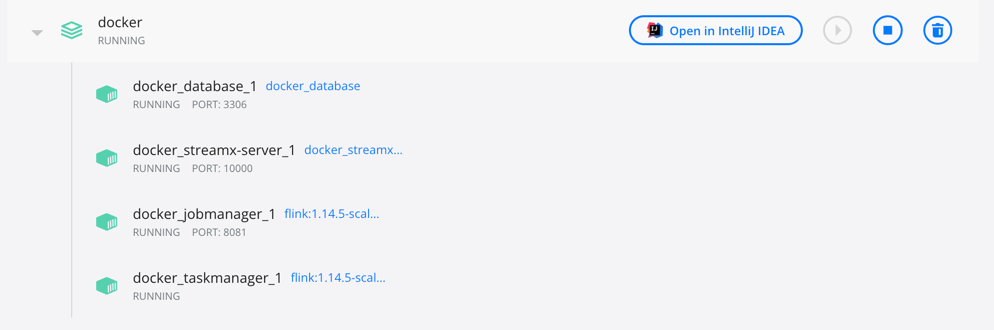 docker
RUNNING
Open in IntelliJ IDEA
docker_database_1 docker_database
RUNNING PORT: 3306
docker_streamx-server_1 docker_streamx...
RUNNING PORT: 10000
docker_jobmanager_1 flink:1.14.5-scal...
RUNNING PORT: 8081
docker_taskmanager_1 flink:1.14.5-scal...
RUNNING